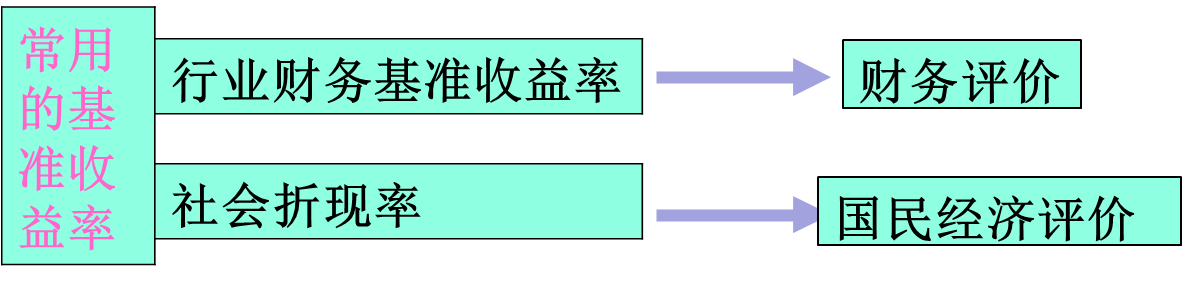 常用
的基
准收
益率
行业财务基准收益率
财务评价
社会折现率
国民经济评价